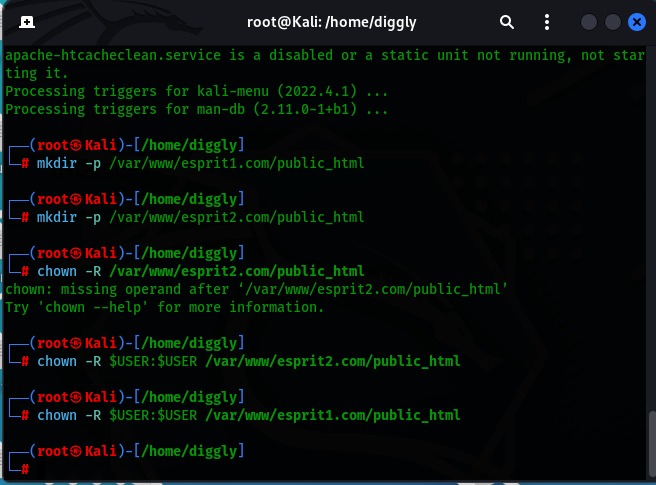 root@Kali: /home/diggly
apache-htcacheclean.service is a disabled or a static unit not running, not star
ting it.
Processing triggers for kali-menu (2022.4.1) ...
Processing triggers for man-db (2.11.0-1+b1) ...
┌──(root㉿Kali)-[/home/diggly]
└─# mkdir -p /var/www/esprit1.com/public_html
┌──(root㉿Kali)-[/home/diggly]
└─# mkdir -p /var/www/esprit2.com/public_html
┌──(root㉿Kali)-[/home/diggly]
└─# chown -R /var/www/esprit2.com/public_html
chown: missing operand after ‘/var/www/esprit2.com/public_html’
Try 'chown --help' for more information.
┌──(root㉿Kali)-[/home/diggly]
└─# chown -R $USER:$USER /var/www/esprit2.com/public_html
┌──(root㉿Kali)-[/home/diggly]
└─# chown -R $USER:$USER /var/www/esprit1.com/public_html
┌──(root㉿Kali)-[/home/diggly]
└─#